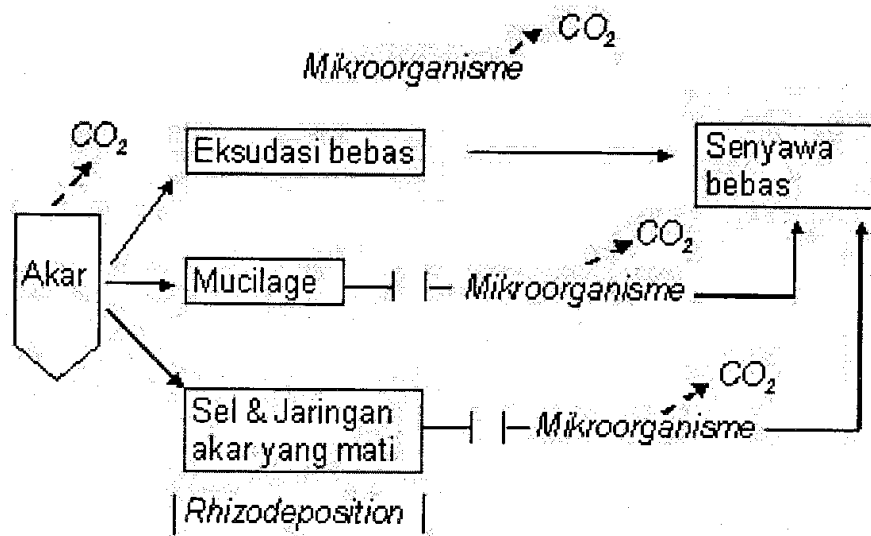 CO₂
Mikroorganisme
CO₂
Eksudasi bebas
Senyawa
bebas
CO₂
Akar
Mucilage
Mikroorganisme
CO₂
Sel & Jaringan
akar yang mati
Mikroorganisme
Rhizodeposition